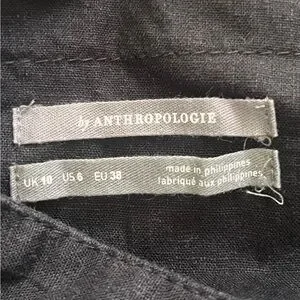 by ANTHROPOLOGIE
UK 10 US 6 EU 38
made in philippines
fabriqué aux philippines